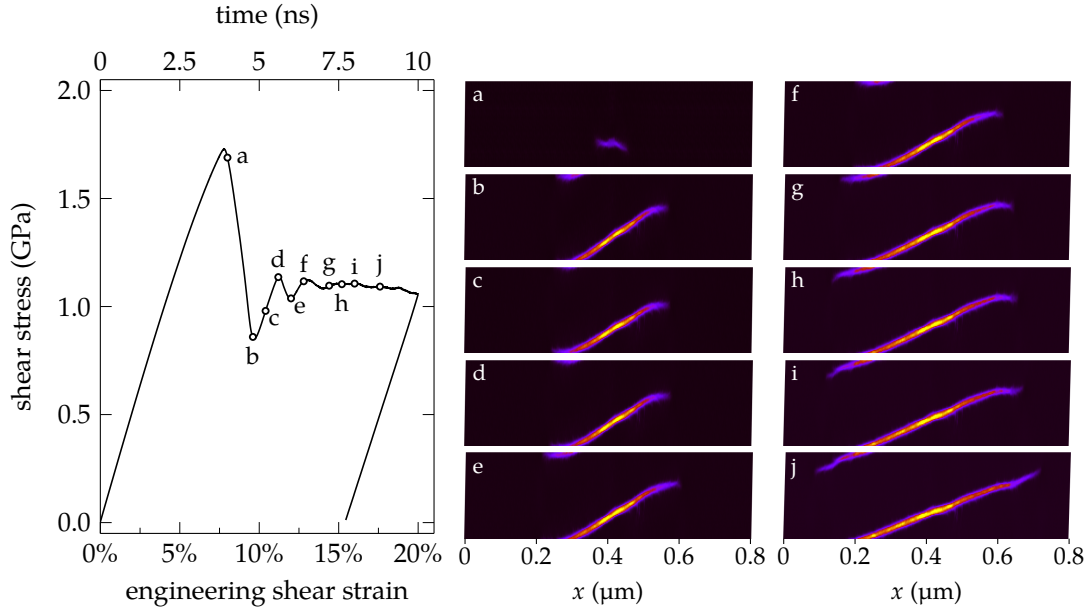 time (ns)
0 2.5 5 7.5 10
shear stress (GPa)
2.0
1.5
1.0
0.5
0.0
a
b
c
d
e
f
g
h
i
j
0% 5% 10% 15% 20%
engineering shear strain
a
b
c
d
e
0 0.2 0.4 0.6 0.8
x (µm)
f
g
h
i
j
0 0.2 0.4 0.6 0.8
x (µm)